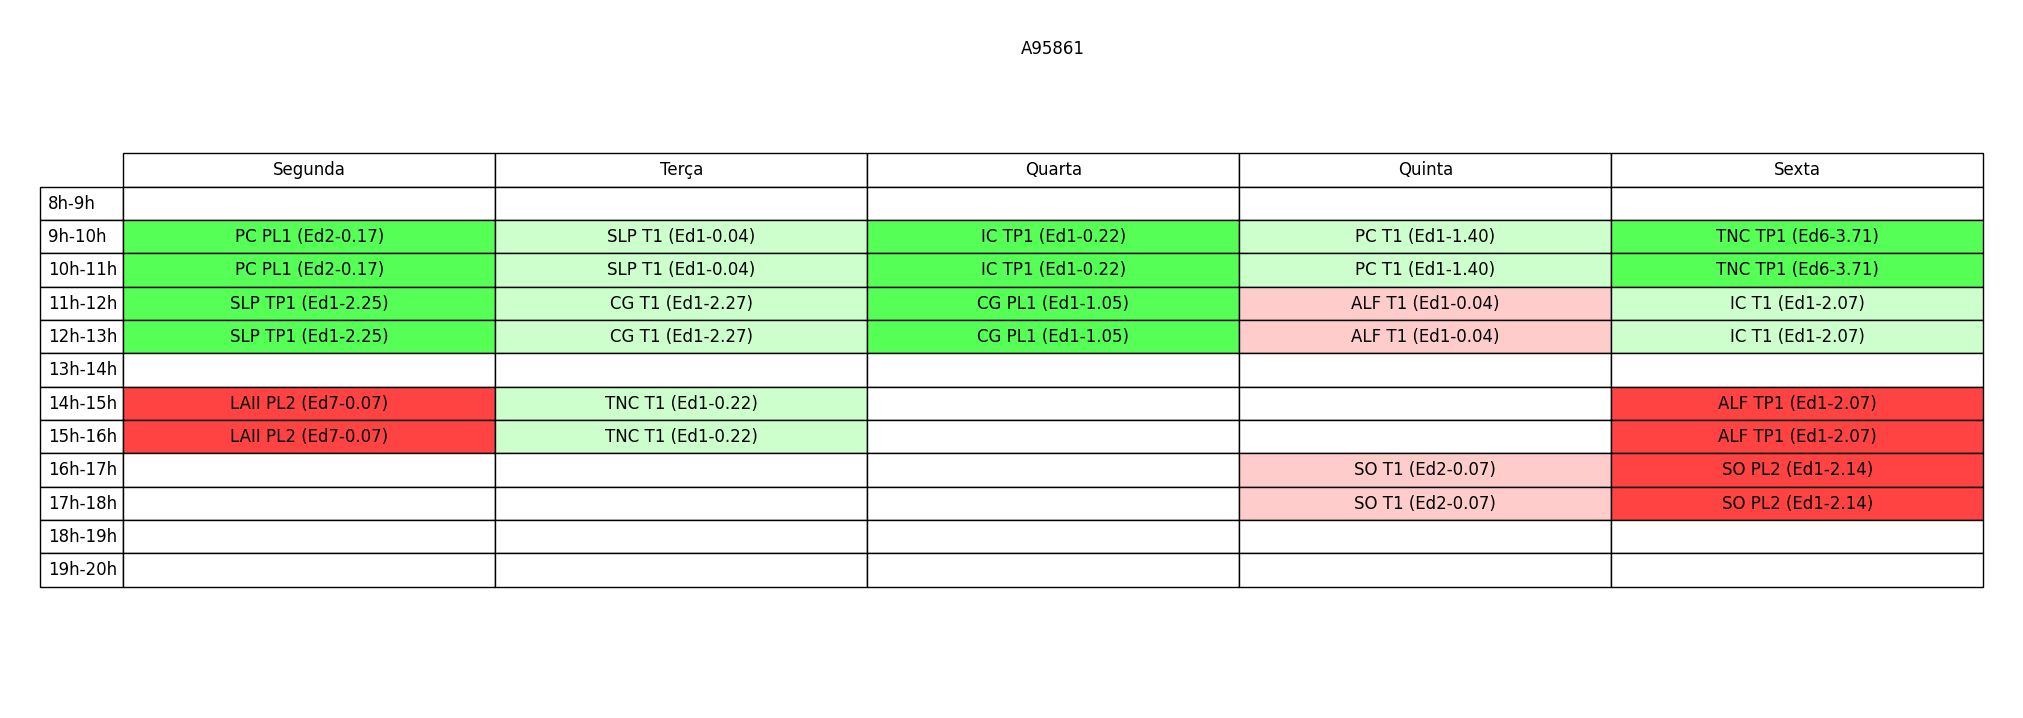 A95861
Segunda Terça Quarta Quinta Sexta
8h-9h
9h-10h PC PL1 (Ed2-0.17) SLP T1 (Ed1-0.04) IC TP1 (Ed1-0.22) PC T1 (Ed1-1.40) TNC TP1 (Ed6-3.71)
10h-11h PC PL1 (Ed2-0.17) SLP T1 (Ed1-0.04) IC TP1 (Ed1-0.22) PC T1 (Ed1-1.40) TNC TP1 (Ed6-3.71)
11h-12h SLP TP1 (Ed1-2.25) CG T1 (Ed1-2.27) CG PL1 (Ed1-1.05) ALF T1 (Ed1-0.04) IC T1 (Ed1-2.07)
12h-13h SLP TP1 (Ed1-2.25) CG T1 (Ed1-2.27) CG PL1 (Ed1-1.05) ALF T1 (Ed1-0.04) IC T1 (Ed1-2.07)
13h-14h
14h-15h LAII PL2 (Ed7-0.07) TNC T1 (Ed1-0.22) ALF TP1 (Ed1-2.07)
15h-16h LAII PL2 (Ed7-0.07) TNC T1 (Ed1-0.22) ALF TP1 (Ed1-2.07)
16h-17h SO T1 (Ed2-0.07) SO PL2 (Ed1-2.14)
17h-18h SO T1 (Ed2-0.07) SO PL2 (Ed1-2.14)
18h-19h
19h-20h